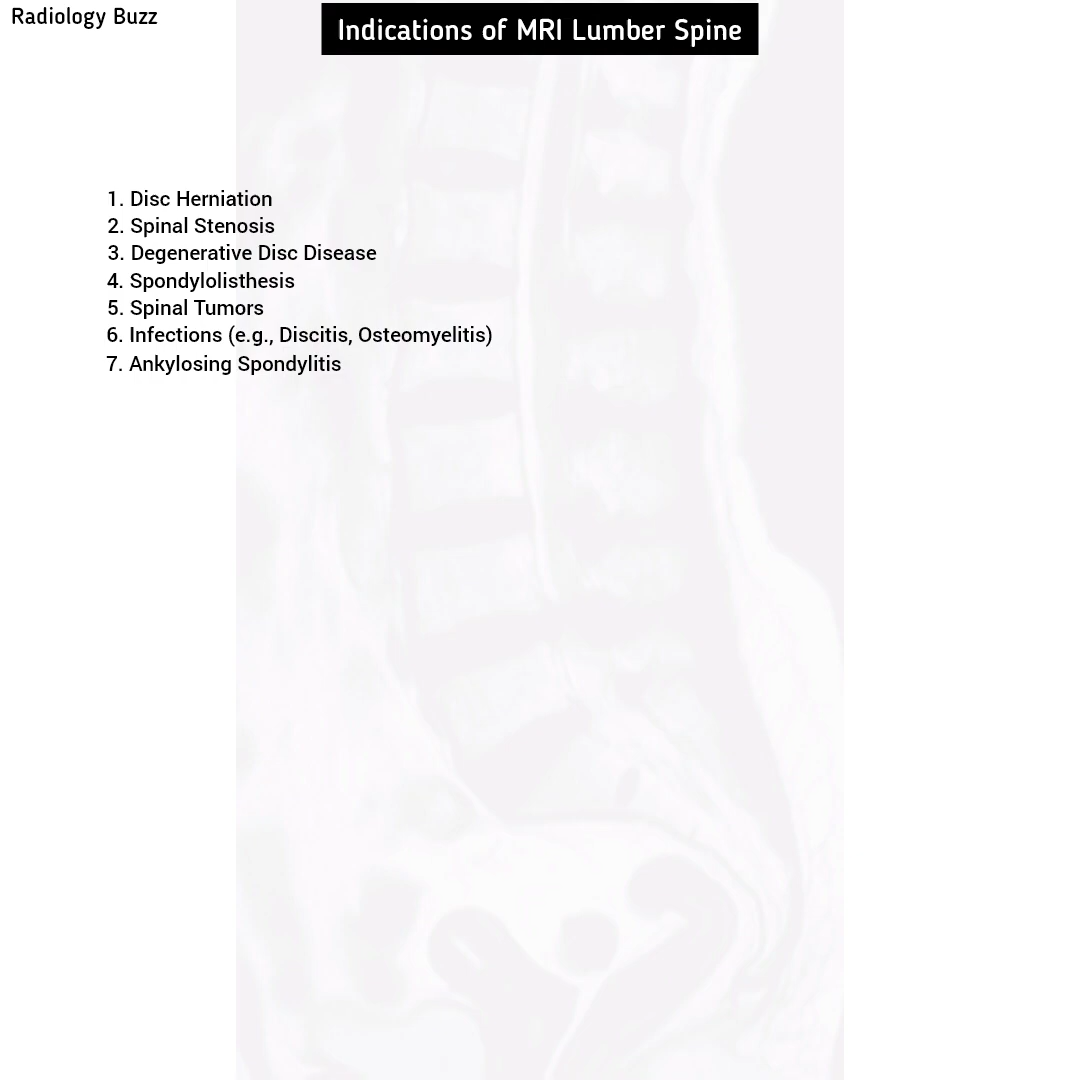 Radiology Buzz
Indications of MRI Lumber Spine
1. Disc Herniation
2. Spinal Stenosis
3. Degenerative Disc Disease
4. Spondylolisthesis
5. Spinal Tumors
6. Infections (e.g., Discitis, Osteomyelitis)
7. Ankylosing Spondylitis